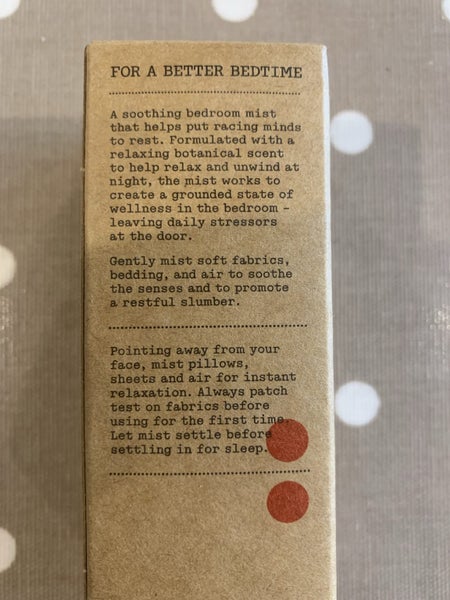 FOR A BETTER BEDTIME
A soothing bedroom mist
that helps put racing minds
to rest. Formulated with a
relaxing botanical scent
to help relax and unwind at
night, the mist works to
create a grounded state of
wellness in the bedroom –
leaving daily stressors
at the door.
Gently mist soft fabrics,
bedding, and air to soothe
the senses and to promote
a restful slumber.
Pointing away from your
face, mist pillows,
sheets and air for instant
relaxation. Always patch
test on fabrics before
using for the first time.
Let mist settle before
settling in for sleep.